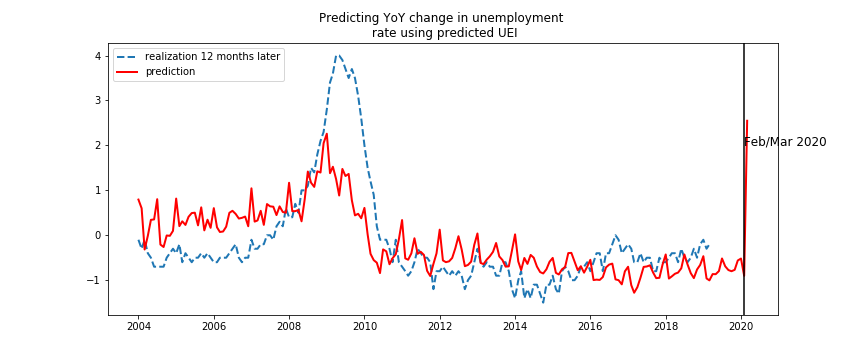 Predicting YoY change in unemployment
rate using predicted UEI
realization 12 months later
prediction
4
3
2
1
0
−1
Feb/Mar 2020
2004 2006 2008 2010 2012 2014 2016 2018 2020